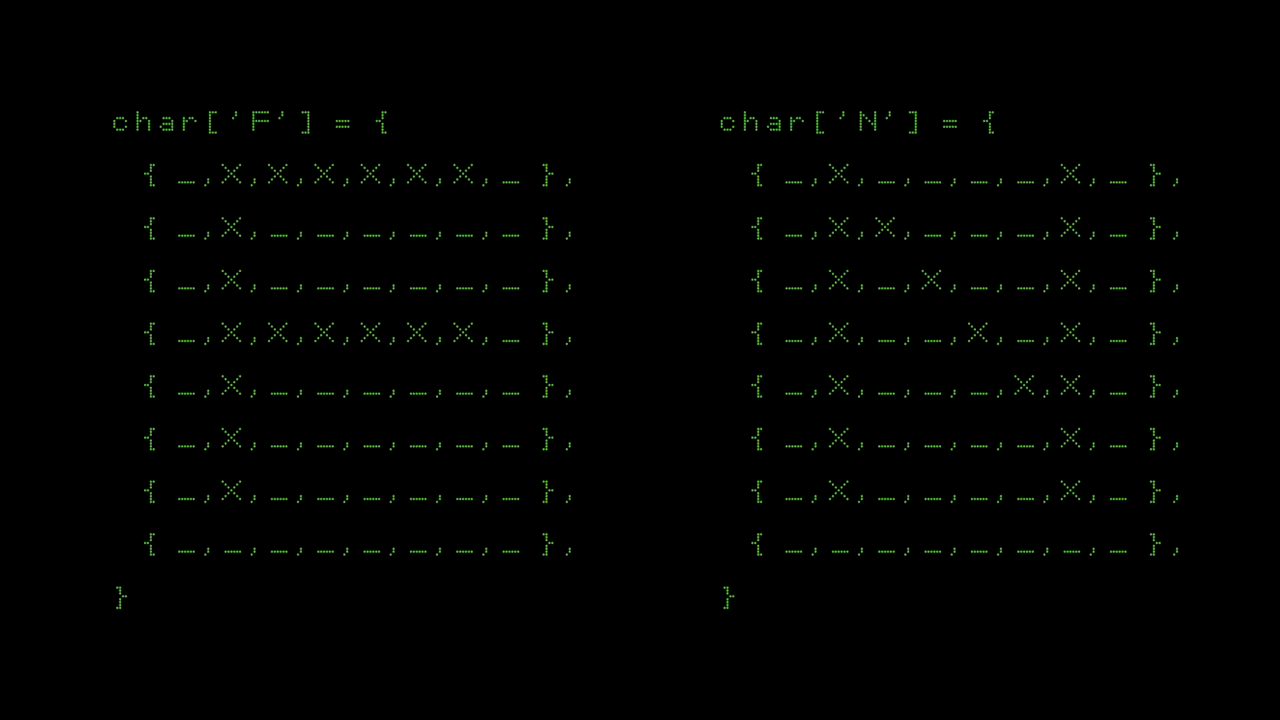 char['F'] = {
{ _,X,X,X,X,X,X,_ },
{ _,X,_,_,_,_,_,_ },
{ _,X,_,_,_,_,_,_ },
{ _,X,X,X,X,X,X,_ },
{ _,X,_,_,_,_,_,_ },
{ _,X,_,_,_,_,_,_ },
{ _,X,_,_,_,_,_,_ },
{ _,_,_,_,_,_,_,_ },
}
char['N'] = {
{ _,X,_,_,_,_,X,_ },
{ _,X,X,_,_,_,X,_ },
{ _,X,_,X,_,_,X,_ },
{ _,X,_,_,X,_,X,_ },
{ _,X,_,_,_,X,X,_ },
{ _,X,_,_,_,_,X,_ },
{ _,X,_,_,_,_,X,_ },
{ _,_,_,_,_,_,_,_ },
}